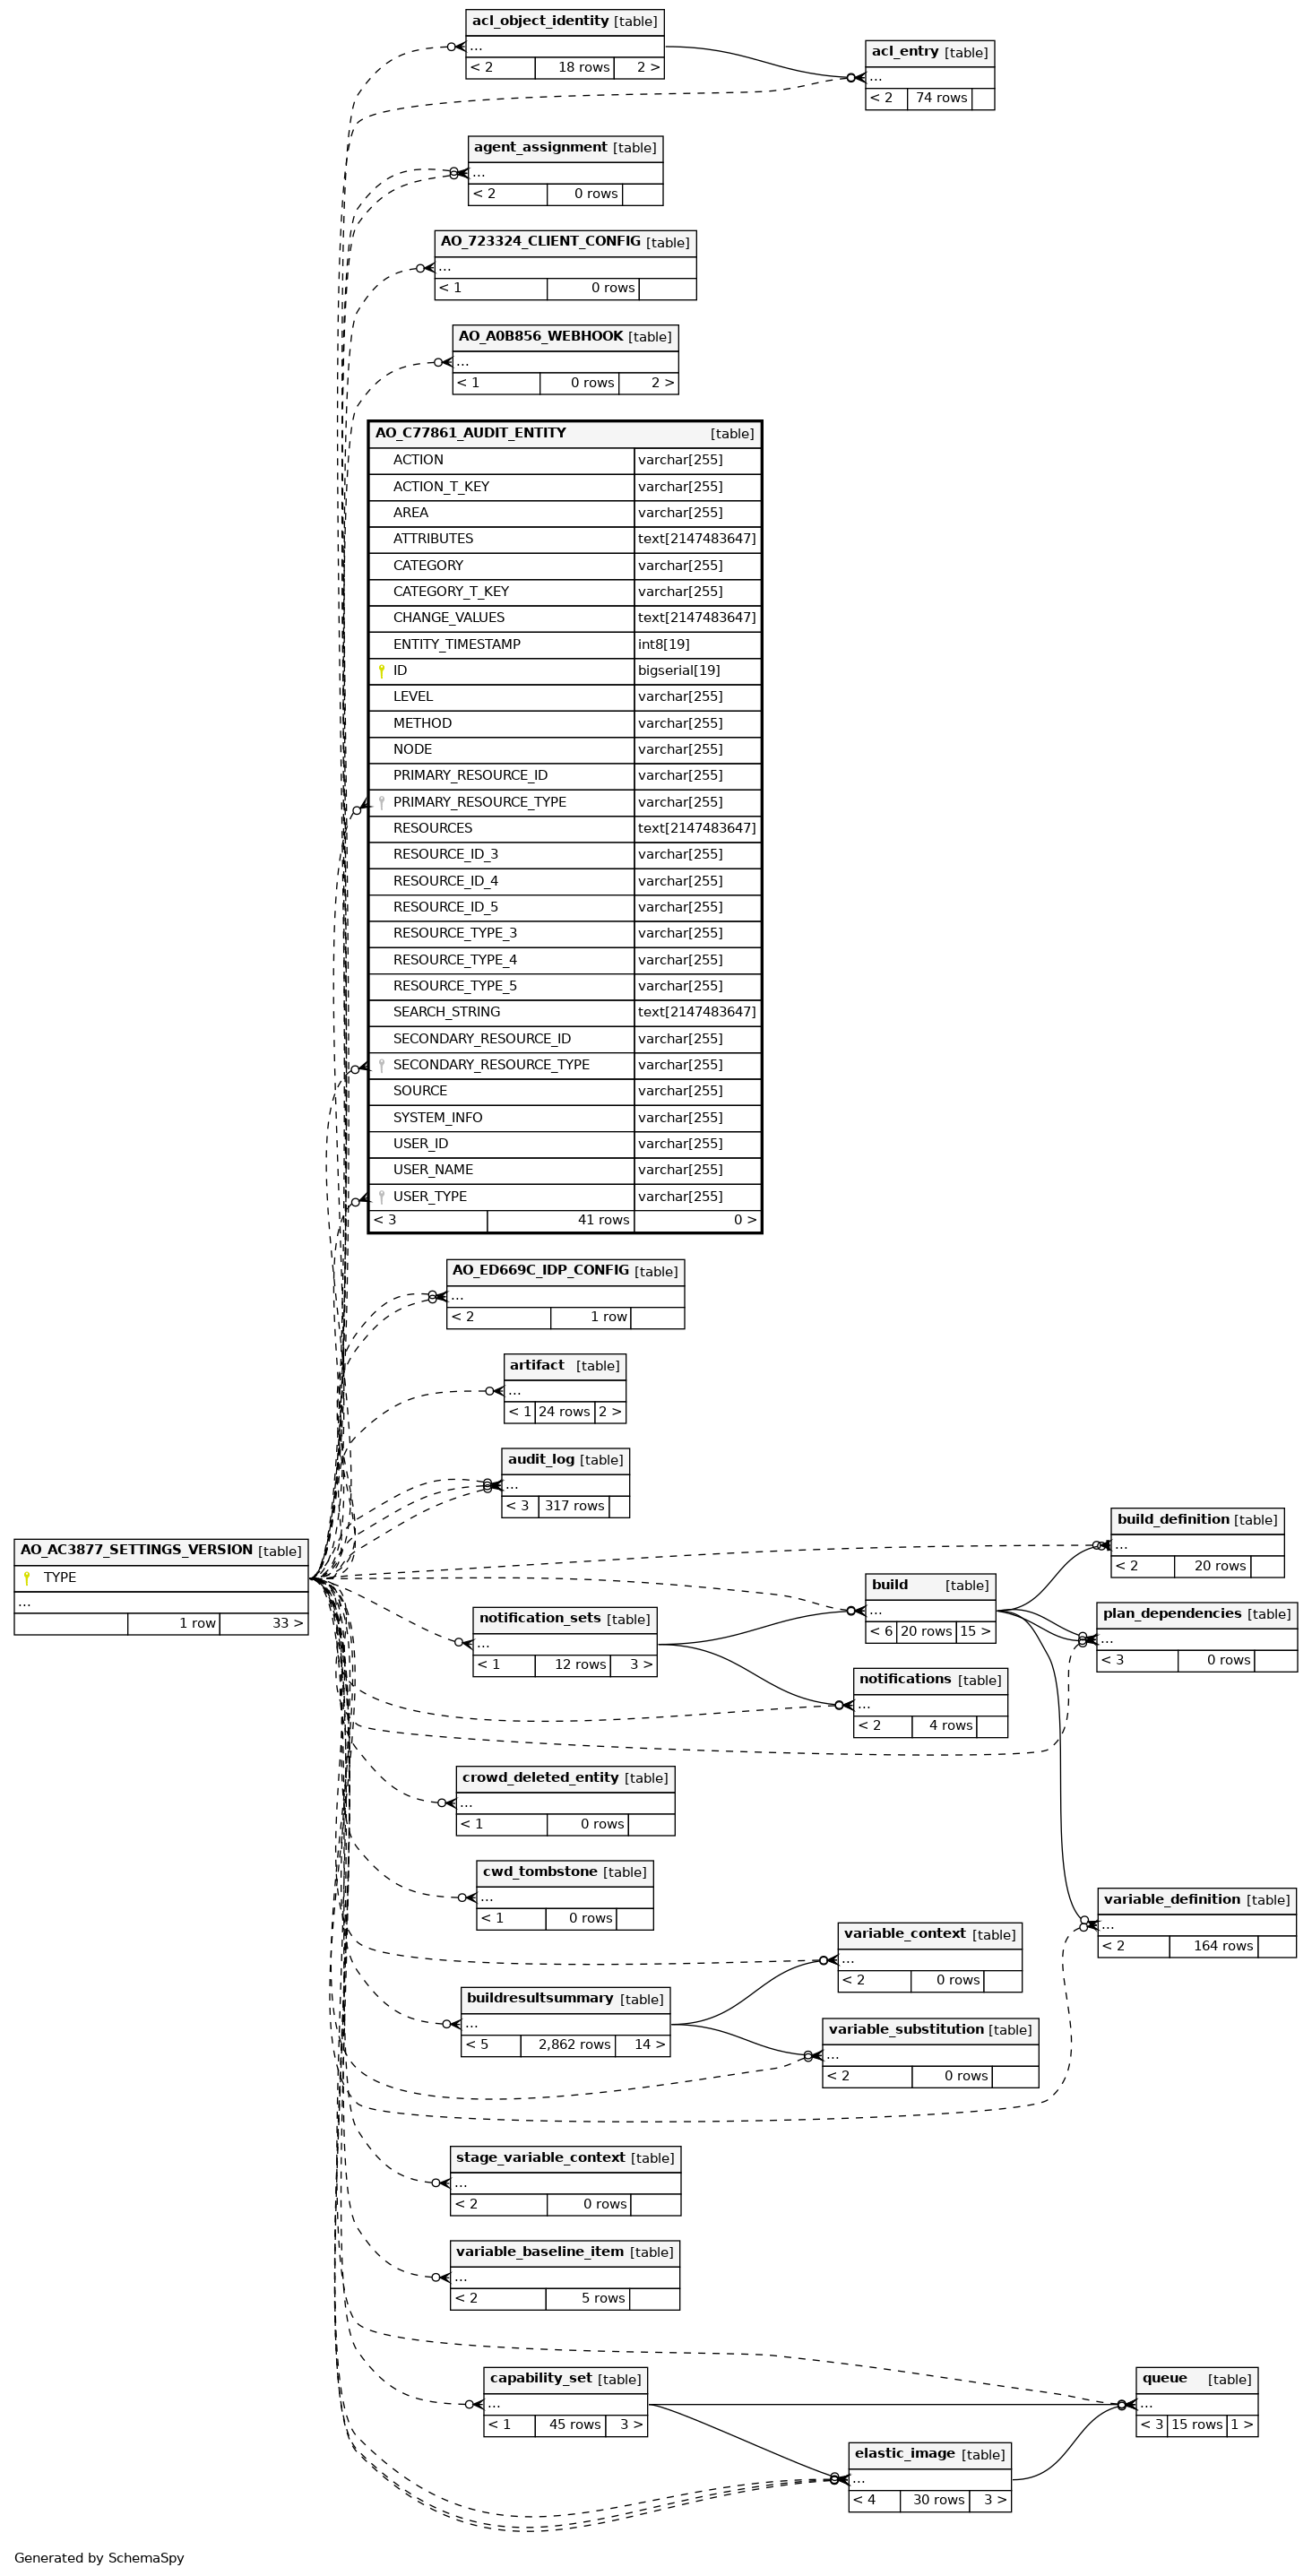 acl_object_identity [table]
...
< 2 18 rows 2 >
acl_entry [table]
...
< 2 74 rows
agent_assignment [table]
...
< 2 0 rows
AO_723324_CLIENT_CONFIG [table]
...
< 1 0 rows
AO_A0B856_WEBHOOK [table]
...
< 1 0 rows 2 >
AO_C77861_AUDIT_ENTITY [table]
ACTION varchar[255]
ACTION_T_KEY varchar[255]
AREA varchar[255]
ATTRIBUTES text[2147483647]
CATEGORY varchar[255]
CATEGORY_T_KEY varchar[255]
CHANGE_VALUES text[2147483647]
ENTITY_TIMESTAMP int8[19]
ID bigserial[19]
LEVEL varchar[255]
METHOD varchar[255]
NODE varchar[255]
PRIMARY_RESOURCE_ID varchar[255]
PRIMARY_RESOURCE_TYPE varchar[255]
RESOURCES text[2147483647]
RESOURCE_ID_3 varchar[255]
RESOURCE_ID_4 varchar[255]
RESOURCE_ID_5 varchar[255]
RESOURCE_TYPE_3 varchar[255]
RESOURCE_TYPE_4 varchar[255]
RESOURCE_TYPE_5 varchar[255]
SEARCH_STRING text[2147483647]
SECONDARY_RESOURCE_ID varchar[255]
SECONDARY_RESOURCE_TYPE varchar[255]
SOURCE varchar[255]
SYSTEM_INFO varchar[255]
USER_ID varchar[255]
USER_NAME varchar[255]
USER_TYPE varchar[255]
< 3 41 rows 0 >
AO_ED669C_IDP_CONFIG [table]
...
< 2 1 row
artifact [table]
...
< 1 24 rows 2 >
audit_log [table]
...
< 3 317 rows
AO_AC3877_SETTINGS_VERSION [table]
TYPE
...
1 row 33 >
build_definition [table]
...
< 2 20 rows
build [table]
...
< 6 20 rows 15 >
notification_sets [table]
...
< 1 12 rows 3 >
plan_dependencies [table]
...
< 3 0 rows
notifications [table]
...
< 2 4 rows
crowd_deleted_entity [table]
...
< 1 0 rows
cwd_tombstone [table]
...
< 1 0 rows
variable_definition [table]
...
< 2 164 rows
variable_context [table]
...
< 2 0 rows
buildresultsummary [table]
...
< 5 2,862 rows 14 >
variable_substitution [table]
...
< 2 0 rows
stage_variable_context [table]
...
< 2 0 rows
variable_baseline_item [table]
...
< 2 5 rows
capability_set [table]
...
< 1 45 rows 3 >
queue [table]
...
< 3 15 rows 1 >
elastic_image [table]
...
< 4 30 rows 3 >
Generated by SchemaSpy